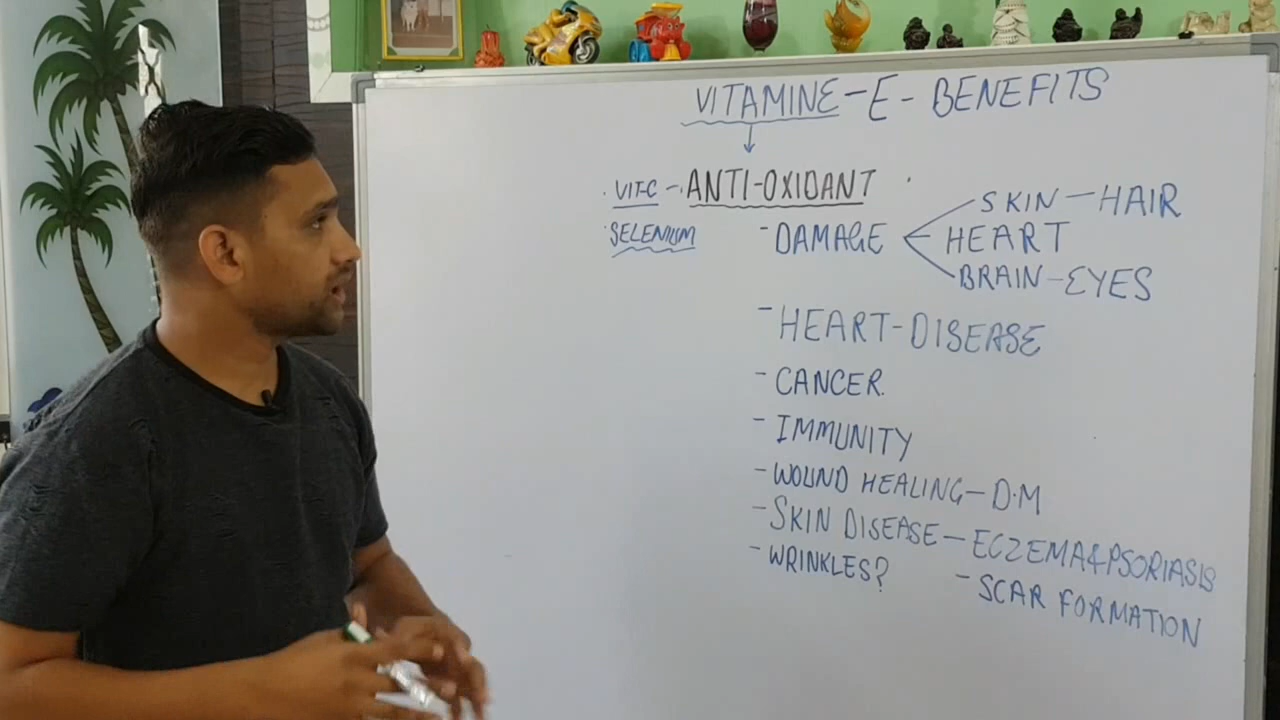 VITAMINE-E- BENEFITS
· VIT-C - · ANTI-OXIDANT ·
· SELENIUM
- DAMAGE
SKIN - HAIR
HEART
BRAIN - EYES
- HEART-DISEASE
- CANCER.
- IMMUNITY
- WOUND HEALING - D.M
- SKIN DISEASE - ECZEMA & PSORIASIS
- WRINKLES? - SCAR FORMATION